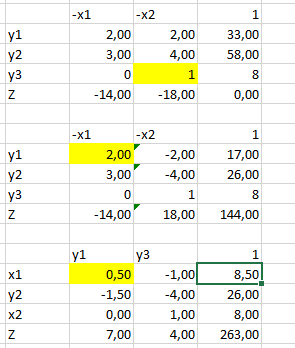 -x1 -x2 1
y1 2,00 2,00 33,00
y2 3,00 4,00 58,00
y3 0 1 8
Z -14,00 -18,00 0,00
-x1 -x2 1
y1 2,00 -2,00 17,00
y2 3,00 -4,00 26,00
y3 0 1 8
Z -14,00 18,00 144,00
y1 y3 1
x1 0,50 -1,00 8,50
y2 -1,50 -4,00 26,00
x2 0,00 1,00 8,00
Z 7,00 4,00 263,00